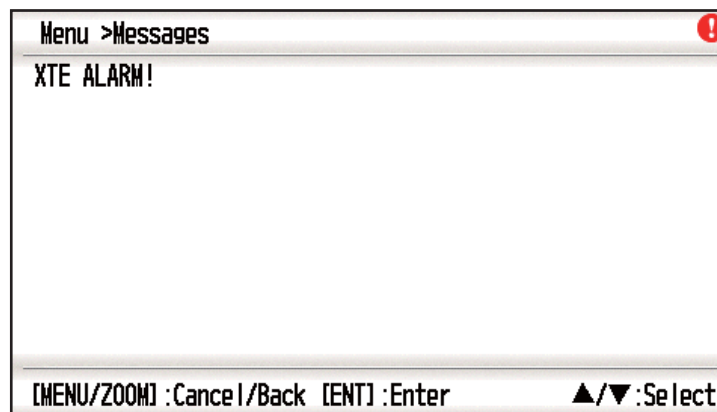 Menu >Messages
XTE ALARM!
[MENU/ZOOM]:Cancel/Back [ENT]:Enter ▲/▼:Select